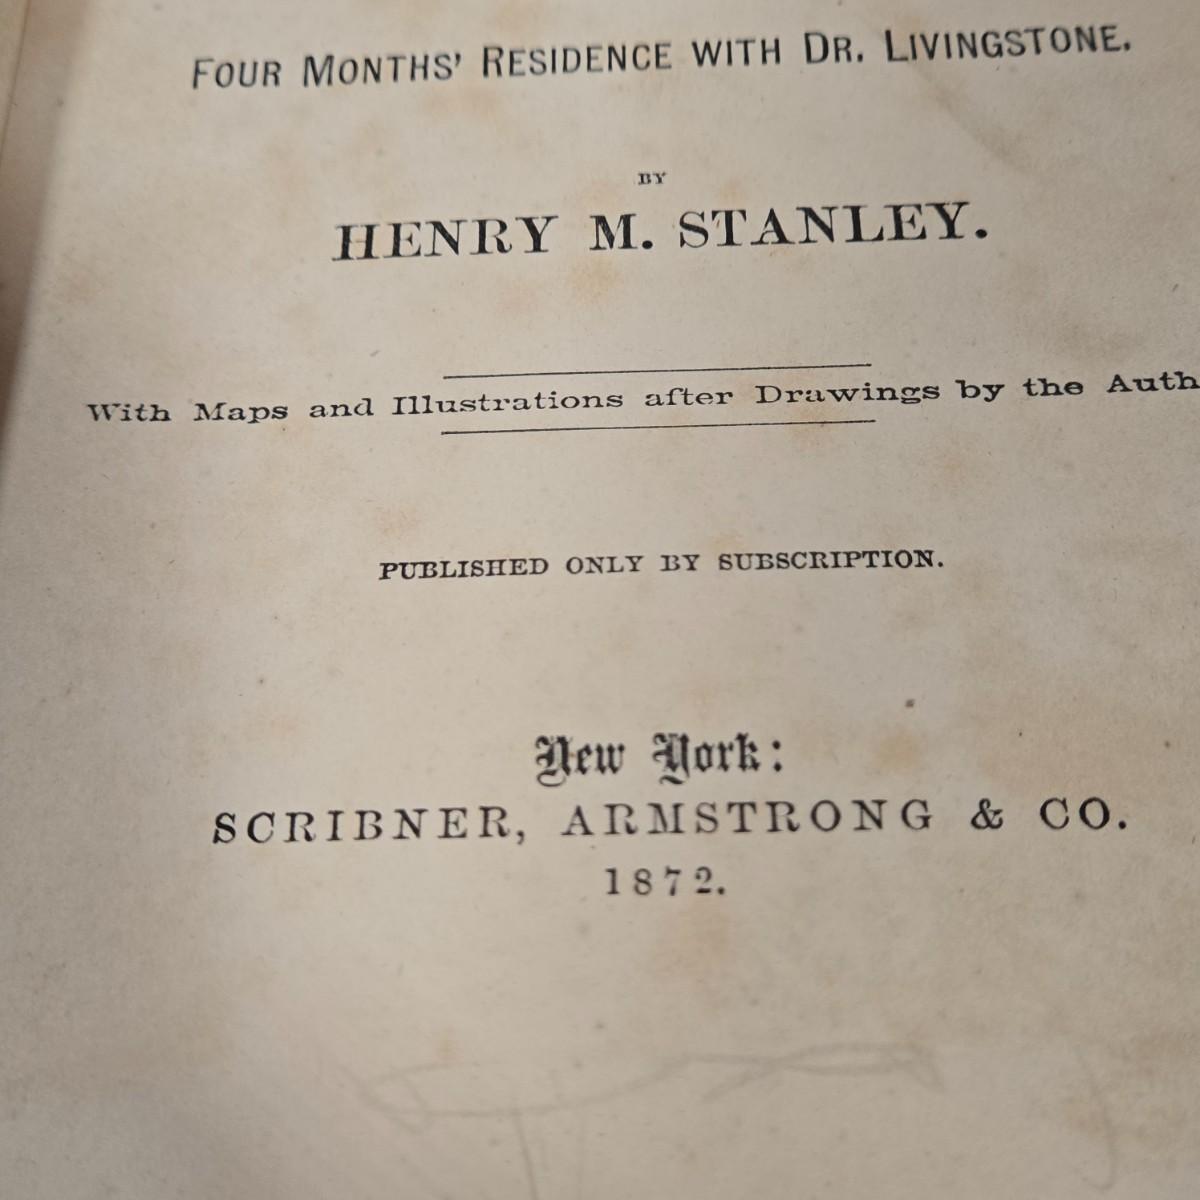 FOUR MONTHS' RESIDENCE WITH DR. LIVINGSTONE.
BY
HENRY M. STANLEY.
With Maps and Illustrations after Drawings by the Auth
PUBLISHED ONLY BY SUBSCRIPTION.
New York:
SCRIBNER, ARMSTRONG & CO.
1872.